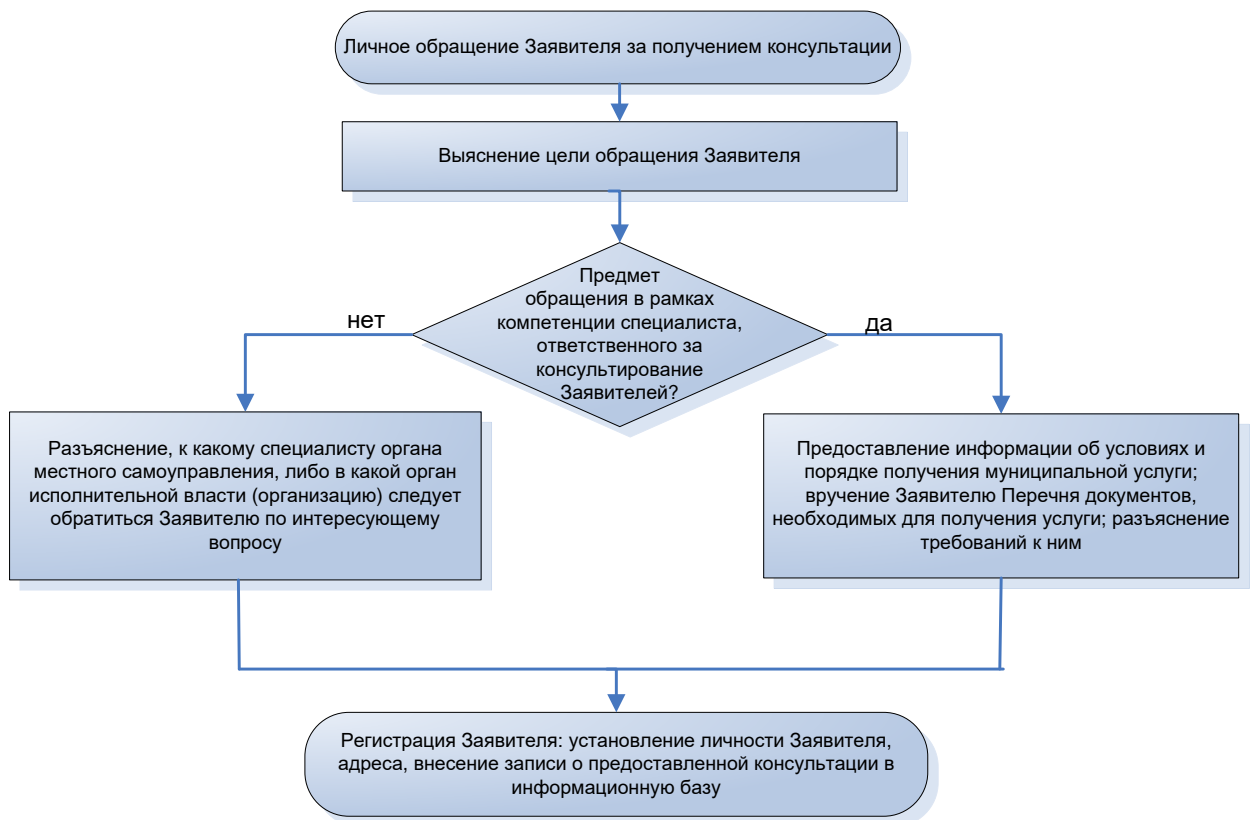 Личное обращение Заявителя за получением консультации
Выяснение цели обращения Заявителя
Предмет
обращения в рамках
компетенции специалиста,
ответственного за
консультирование
Заявителей?
нет
да
Разъяснение, к какому специалисту органа
местного самоуправления, либо в какой орган
исполнительной власти (организацию) следует
обратиться Заявителю по интересующему
вопросу
Предоставление информации об условиях и
порядке получения муниципальной услуги;
вручение Заявителю Перечня документов,
необходимых для получения услуги; разъяснение
требований к ним
Регистрация Заявителя: установление личности Заявителя,
адреса, внесение записи о предоставленной консультации в
информационную базу